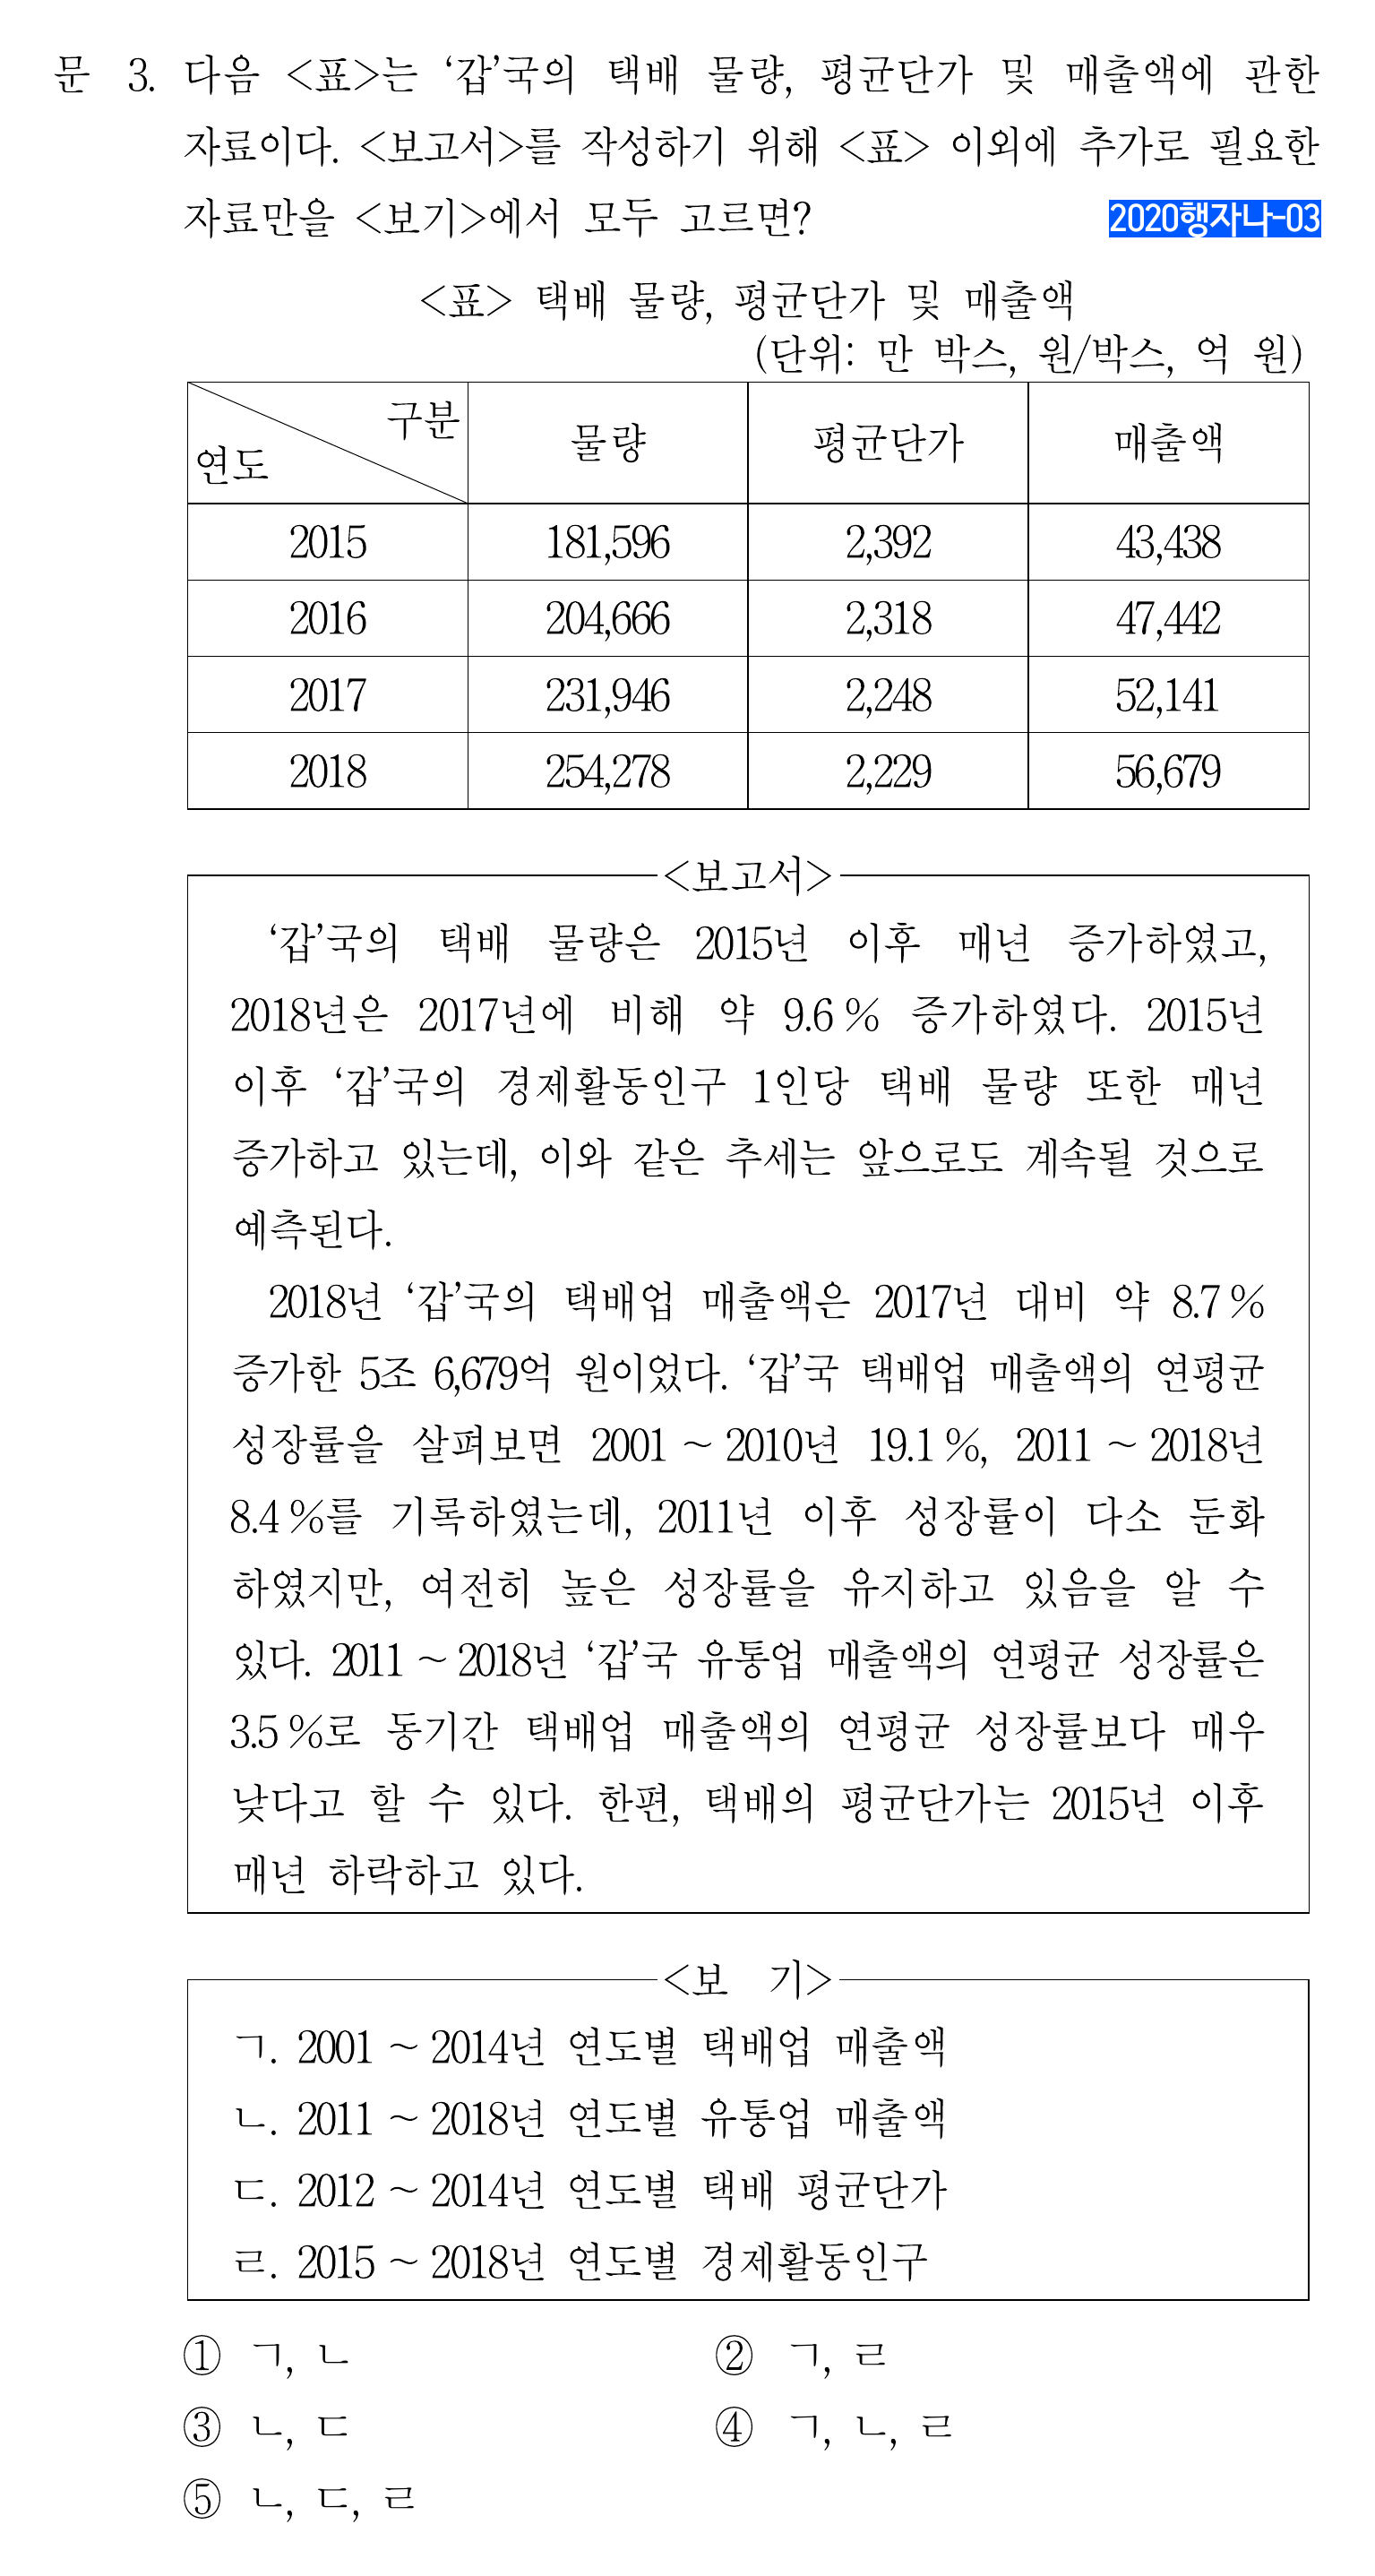 문 3. 다음 <표>는 ‘갑’국의 택배 물량, 평균단가 및 매출액에 관한
자료이다. <보고서>를 작성하기 위해 <표> 이외에 추가로 필요한
자료만을 <보기>에서 모두 고르면?
2020행자나-03
<표> 택배 물량, 평균단가 및 매출액
(단위: 만 박스, 원/박스, 억 원)
구분
연도 물량 평균단가 매출액
2015 181,596 2,392 43,438
2016 204,666 2,318 47,442
2017 231,946 2,248 52,141
2018 254,278 2,229 56,679
<보고서>
‘갑’국의 택배 물량은 2015년 이후 매년 증가하였고,
2018년은 2017년에 비해 약 9.6 % 증가하였다. 2015년
이후 ‘갑’국의 경제활동인구 1인당 택배 물량 또한 매년
증가하고 있는데, 이와 같은 추세는 앞으로도 계속될 것으로
예측된다.
2018년 ‘갑’국의 택배업 매출액은 2017년 대비 약 8.7 %
증가한 5조 6,679억 원이었다. ‘갑’국 택배업 매출액의 연평균
성장률을 살펴보면 2001 ~ 2010년 19.1 %, 2011 ~ 2018년
8.4 %를 기록하였는데, 2011년 이후 성장률이 다소 둔화
하였지만, 여전히 높은 성장률을 유지하고 있음을 알 수
있다. 2011 ~ 2018년 ‘갑’국 유통업 매출액의 연평균 성장률은
3.5 %로 동기간 택배업 매출액의 연평균 성장률보다 매우
낮다고 할 수 있다. 한편, 택배의 평균단가는 2015년 이후
매년 하락하고 있다.
<보 기>
ㄱ. 2001 ~ 2014년 연도별 택배업 매출액
ㄴ. 2011 ~ 2018년 연도별 유통업 매출액
ㄷ. 2012 ~ 2014년 연도별 택배 평균단가
ㄹ. 2015 ~ 2018년 연도별 경제활동인구
① ㄱ, ㄴ ② ㄱ, ㄹ
③ ㄴ, ㄷ ④ ㄱ, ㄴ, ㄹ
⑤ ㄴ, ㄷ, ㄹ